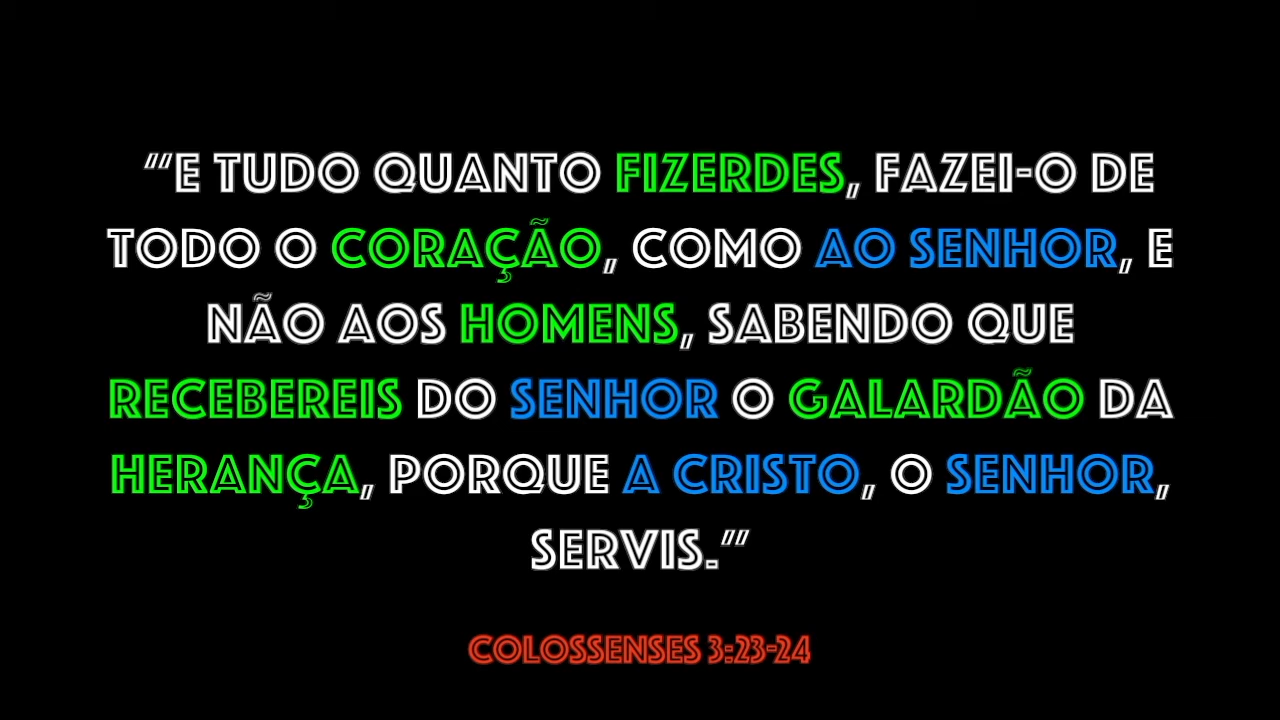 “E TUDO QUANTO FIZERDES, FAZEI-O DE
TODO O CORAÇÃO, COMO AO SENHOR, E
NÃO AOS HOMENS, SABENDO QUE
RECEBEREIS DO SENHOR O GALARDÃO DA
HERANÇA, PORQUE A CRISTO, O SENHOR,
SERVIS.”
COLOSSENSES 3:23-24